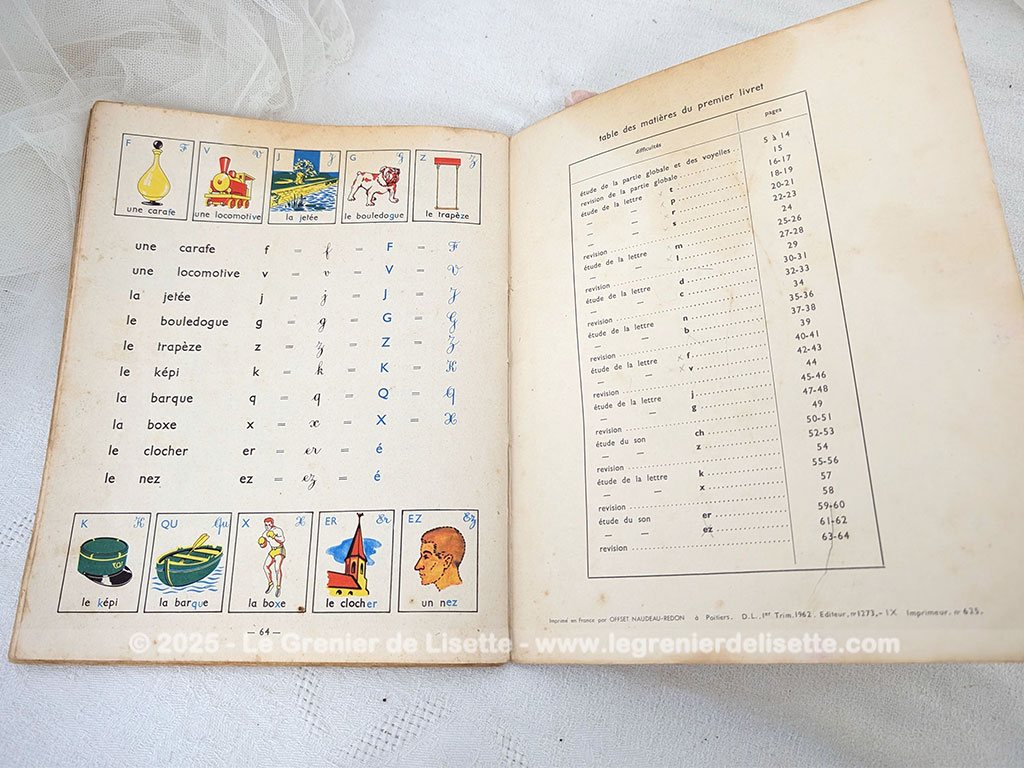 F F
une carafe
V V
une locomotive
J J
la jetée
G G
le bouledogue
Z Z
le trapèze
une carafe f = f = F = F
une locomotive v = v = V = V
la jetée j = j = J = J
le bouledogue g = g = G = G
le trapèze z = z = Z = Z
le képi k = k = K = K
la barque q = q = Q = Q
la boxe x = x = X = X
le clocher er = er = é
le nez ez = ez = é
K K
le képi
QU Qu
la barque
X X
la boxe
ER Er
le clocher
EZ Ez
un nez
— 64 —
table des matières du premier livret
difficultés pages
étude de la partie globale et des voyelles .. 5 à 14
revision de la partie globale ........ 15
étude de la lettre t ........ 16-17
— — p ........ 18-19
— — r ........ 20-21
— — s ........ 22-23
revision ........ 24
étude de la lettre m ........ 25-26
— — l ........ 27-28
revision ........ 29
étude de la lettre d ........ 30-31
— — c ........ 32-33
revision ........ 34
étude de la lettre n ........ 35-36
— — b ........ 37-38
revision ........ 39
étude de la lettre f ........ 40-41
— — v ........ 42-43
revision ........ 44
étude de la lettre j ........ 45-46
— — g ........ 47-48
revision ........ 49
étude du son ch ........ 50-51
— — z ........ 52-53
revision ........ 54
étude de la lettre k ........ 55-56
— — x ........ 57
revision ........ 58
étude du son er ........ 59-60
— — ez ........ 61-62
revision ........ 63-64
Imprimé en France par OFFSET NAUDEAU-REDON à Poitiers. D.L. 1er Trim. 1962. Editeur, n° 1273, - IX Imprimeur. n° 635.
© 2025 - Le Grenier de Lisette - www.legrenierdelisette.com